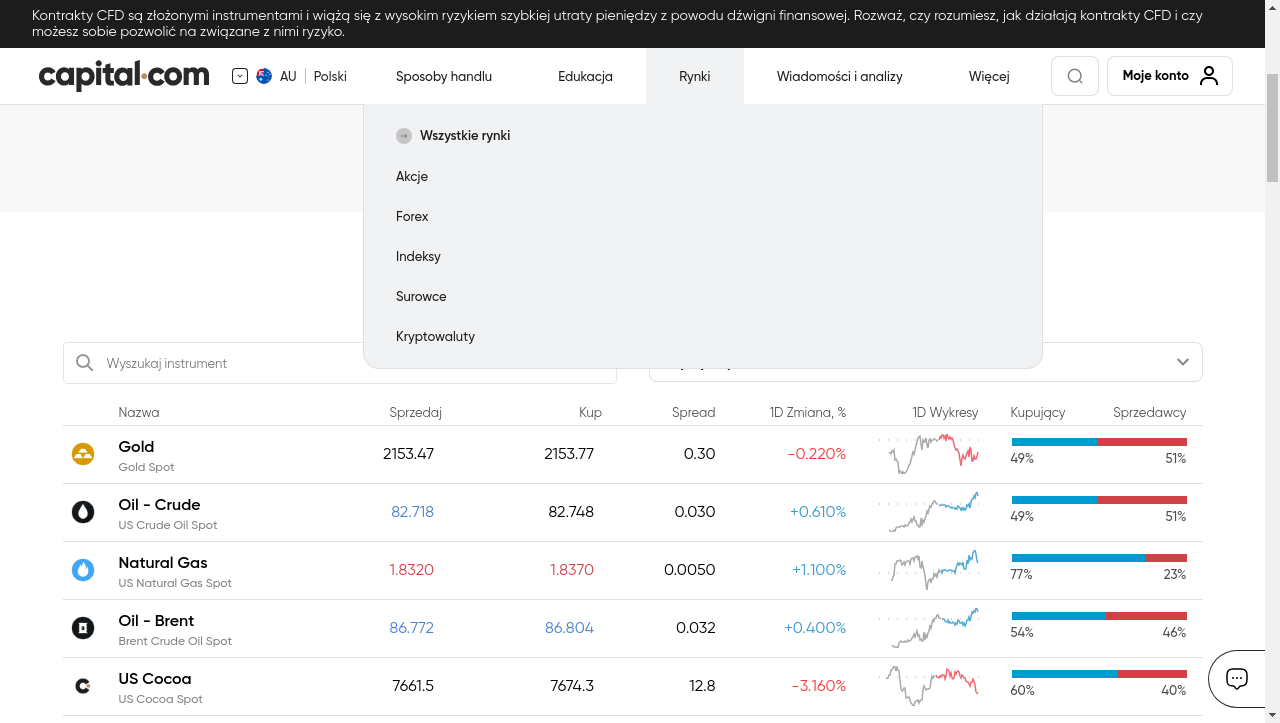 Kontrakty CFD są złożonymi instrumentami i wiążą się z wysokim ryzykiem szybkiej utraty pieniędzy z powodu dźwigni finansowej. Rozważ, czy rozumiesz, jak działają kontrakty CFD i czy
możesz sobie pozwolić na związane z nimi ryzyko.
capital.com AU Polski Sposoby handlu Edukacja Rynki Wiadomości i analizy Więcej Moje konto
Wszystkie rynki
Akcje
Forex
Indeksy
Surowce
Kryptowaluty
Wyszukaj instrument
Nazwa Sprzedaj Kup Spread 1D Zmiana, % 1D Wykresy Kupujący Sprzedawcy
Gold 2153.47 2153.77 0.30 -0.220%
Gold Spot 49% 51%
Oil - Crude 82.718 82.748 0.030 +0.610%
US Crude Oil Spot 49% 51%
Natural Gas 1.8320 1.8370 0.0050 +1.100%
US Natural Gas Spot 77% 23%
Oil - Brent 86.772 86.804 0.032 +0.400%
Brent Crude Oil Spot 54% 46%
US Cocoa 7661.5 7674.3 12.8 -3.160%
US Cocoa Spot 60% 40%